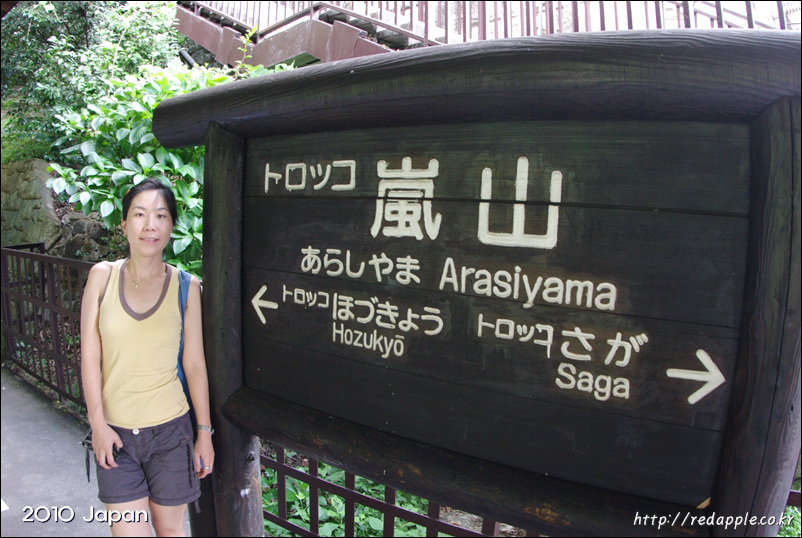 トロッコ 嵐山
あらしやま Arasiyama
← トロッコ ほづきょう
Hozukyō
トロッコ さが →
Saga
2010 Japan
http://redapple.co.kr